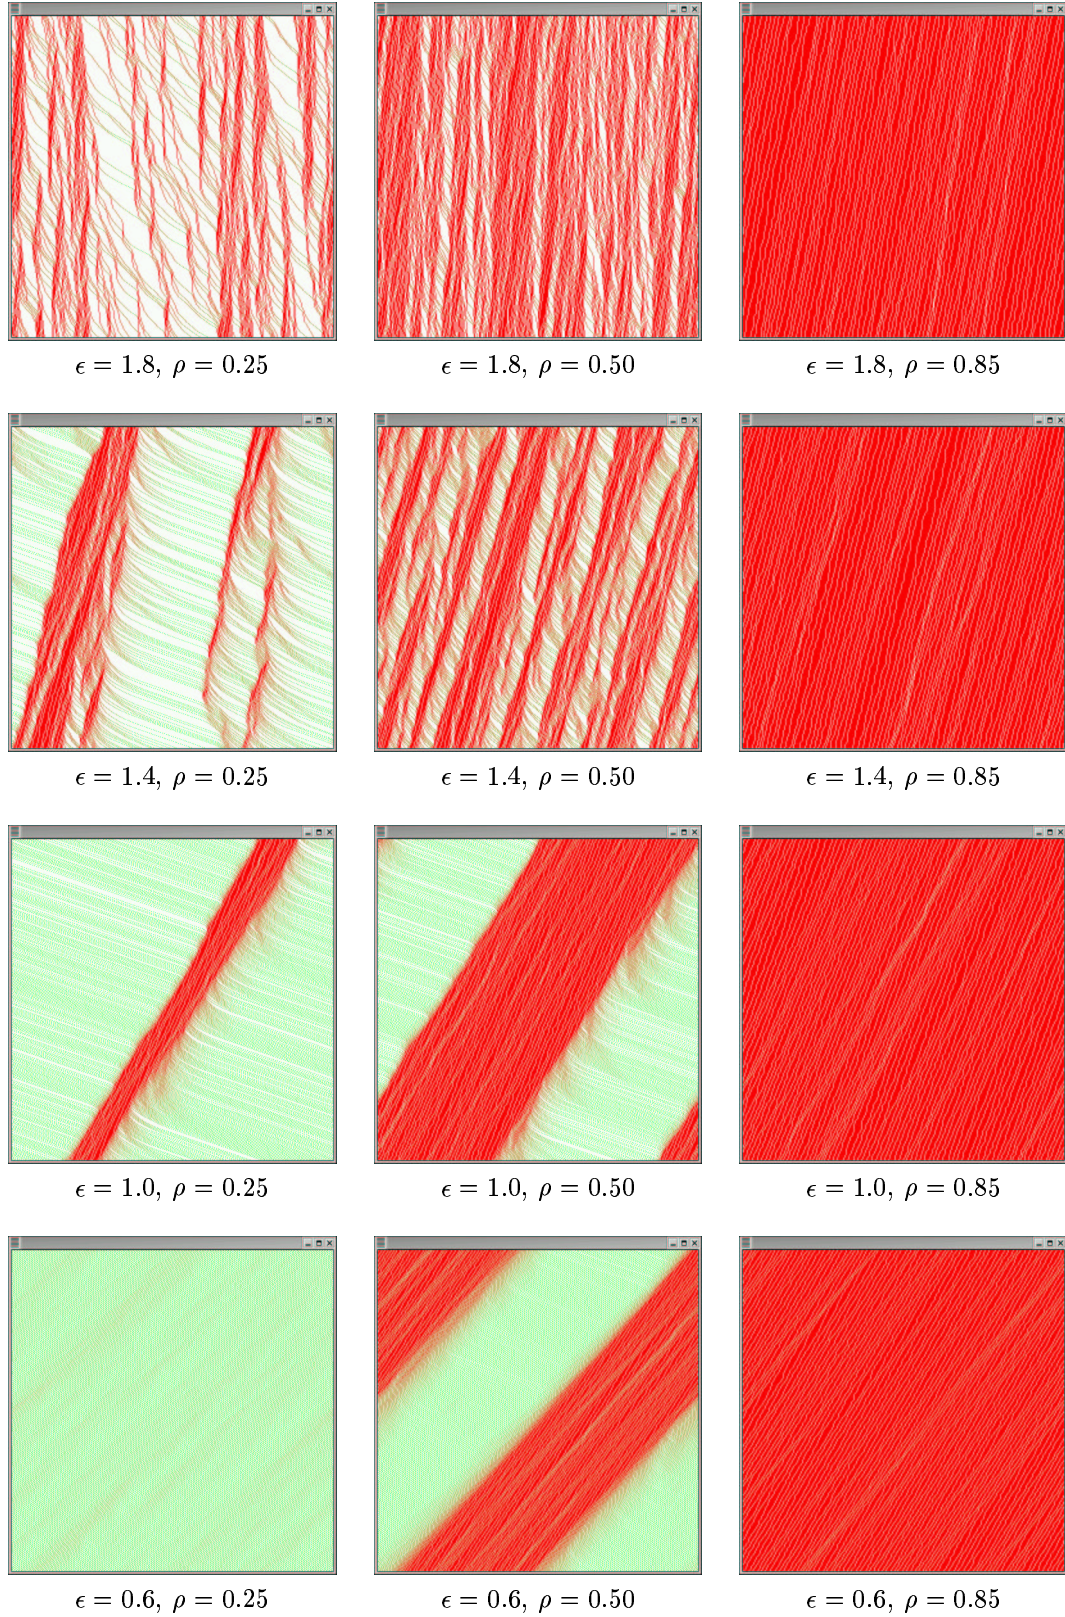 ϵ = 1.8, ρ = 0.25
ϵ = 1.8, ρ = 0.50
ϵ = 1.8, ρ = 0.85
ϵ = 1.4, ρ = 0.25
ϵ = 1.4, ρ = 0.50
ϵ = 1.4, ρ = 0.85
ϵ = 1.0, ρ = 0.25
ϵ = 1.0, ρ = 0.50
ϵ = 1.0, ρ = 0.85
ϵ = 0.6, ρ = 0.25
ϵ = 0.6, ρ = 0.50
ϵ = 0.6, ρ = 0.85